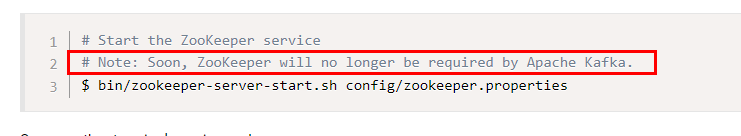 1 # Start the ZooKeeper service
2 # Note: Soon, ZooKeeper will no longer be required by Apache Kafka.
3 $ bin/zookeeper-server-start.sh config/zookeeper.properties